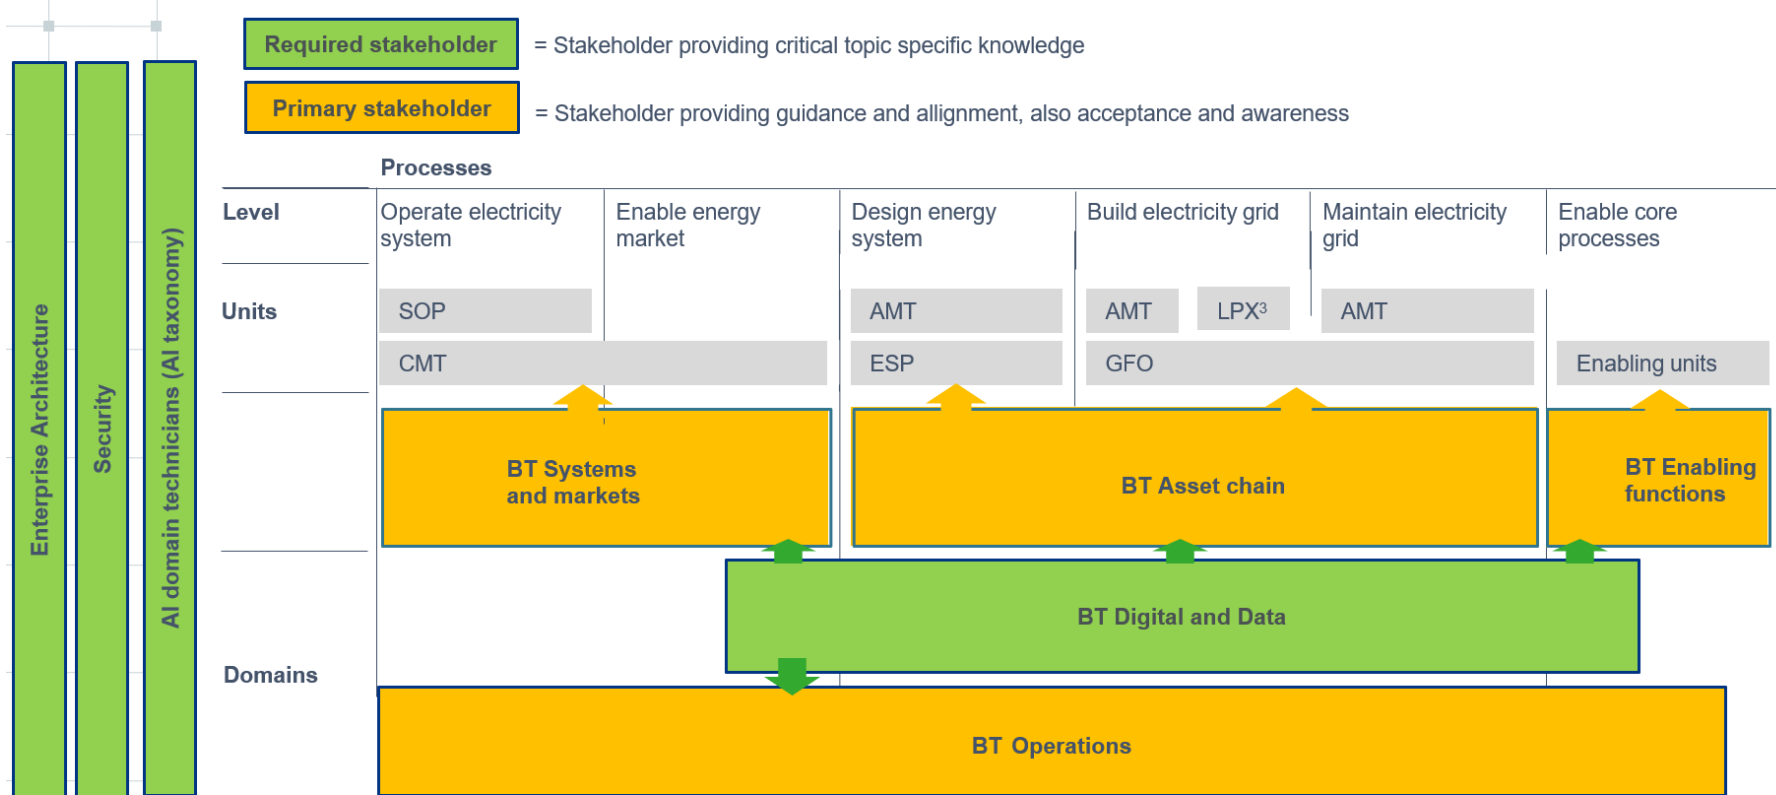 Required stakeholder
= Stakeholder providing critical topic specific knowledge
Primary stakeholder
= Stakeholder providing guidance and allignment, also acceptance and awareness
Enterprise Architecture
Security
AI domain technicians (AI taxonomy)
Processes
Level
Operate electricity
system
Enable energy
market
Design energy
system
Build electricity grid
Maintain electricity
grid
Enable core
processes
Units
SOP
AMT
AMT
LPX³
AMT
CMT
ESP
GFO
Enabling units
BT Systems
and markets
BT Asset chain
BT Enabling
functions
BT Digital and Data
Domains
BT Operations